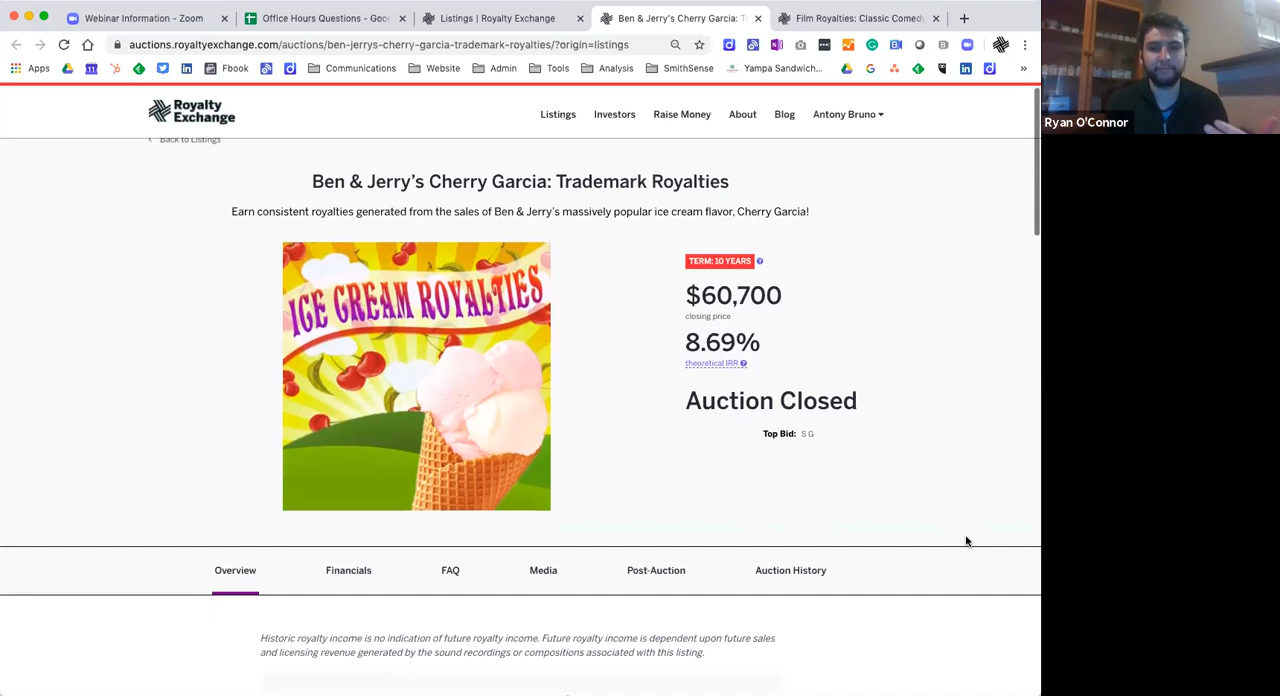 Webinar Information - Zoom
Office Hours Questions - Goo
Listings | Royalty Exchange
Ben & Jerry's Cherry Garcia: T
Film Royalties: Classic Comedy
auctions.royaltyexchange.com/auctions/ben-jerrys-cherry-garcia-trademark-royalties/?origin=listings
Apps
Fbook
Communications
Website
Admin
Tools
Analysis
SmithSense
Yampa Sandwich...
Ryan O'Connor
Royalty
Exchange
Listings
Investors
Raise Money
About
Blog
Antony Bruno
Back to Listings
Ben & Jerry's Cherry Garcia: Trademark Royalties
Earn consistent royalties generated from the sales of Ben & Jerry's massively popular ice cream flavor, Cherry Garcia!
ICE CREAM ROYALTIES
TERM: 10 YEARS
$60,700
closing price
8.69%
theoretical IRR
Auction Closed
Top Bid: S G
Overview
Financials
FAQ
Media
Post-Auction
Auction History
Historic royalty income is no indication of future royalty income. Future royalty income is dependent upon future sales
and licensing revenue generated by the sound recordings or compositions associated with this listing.